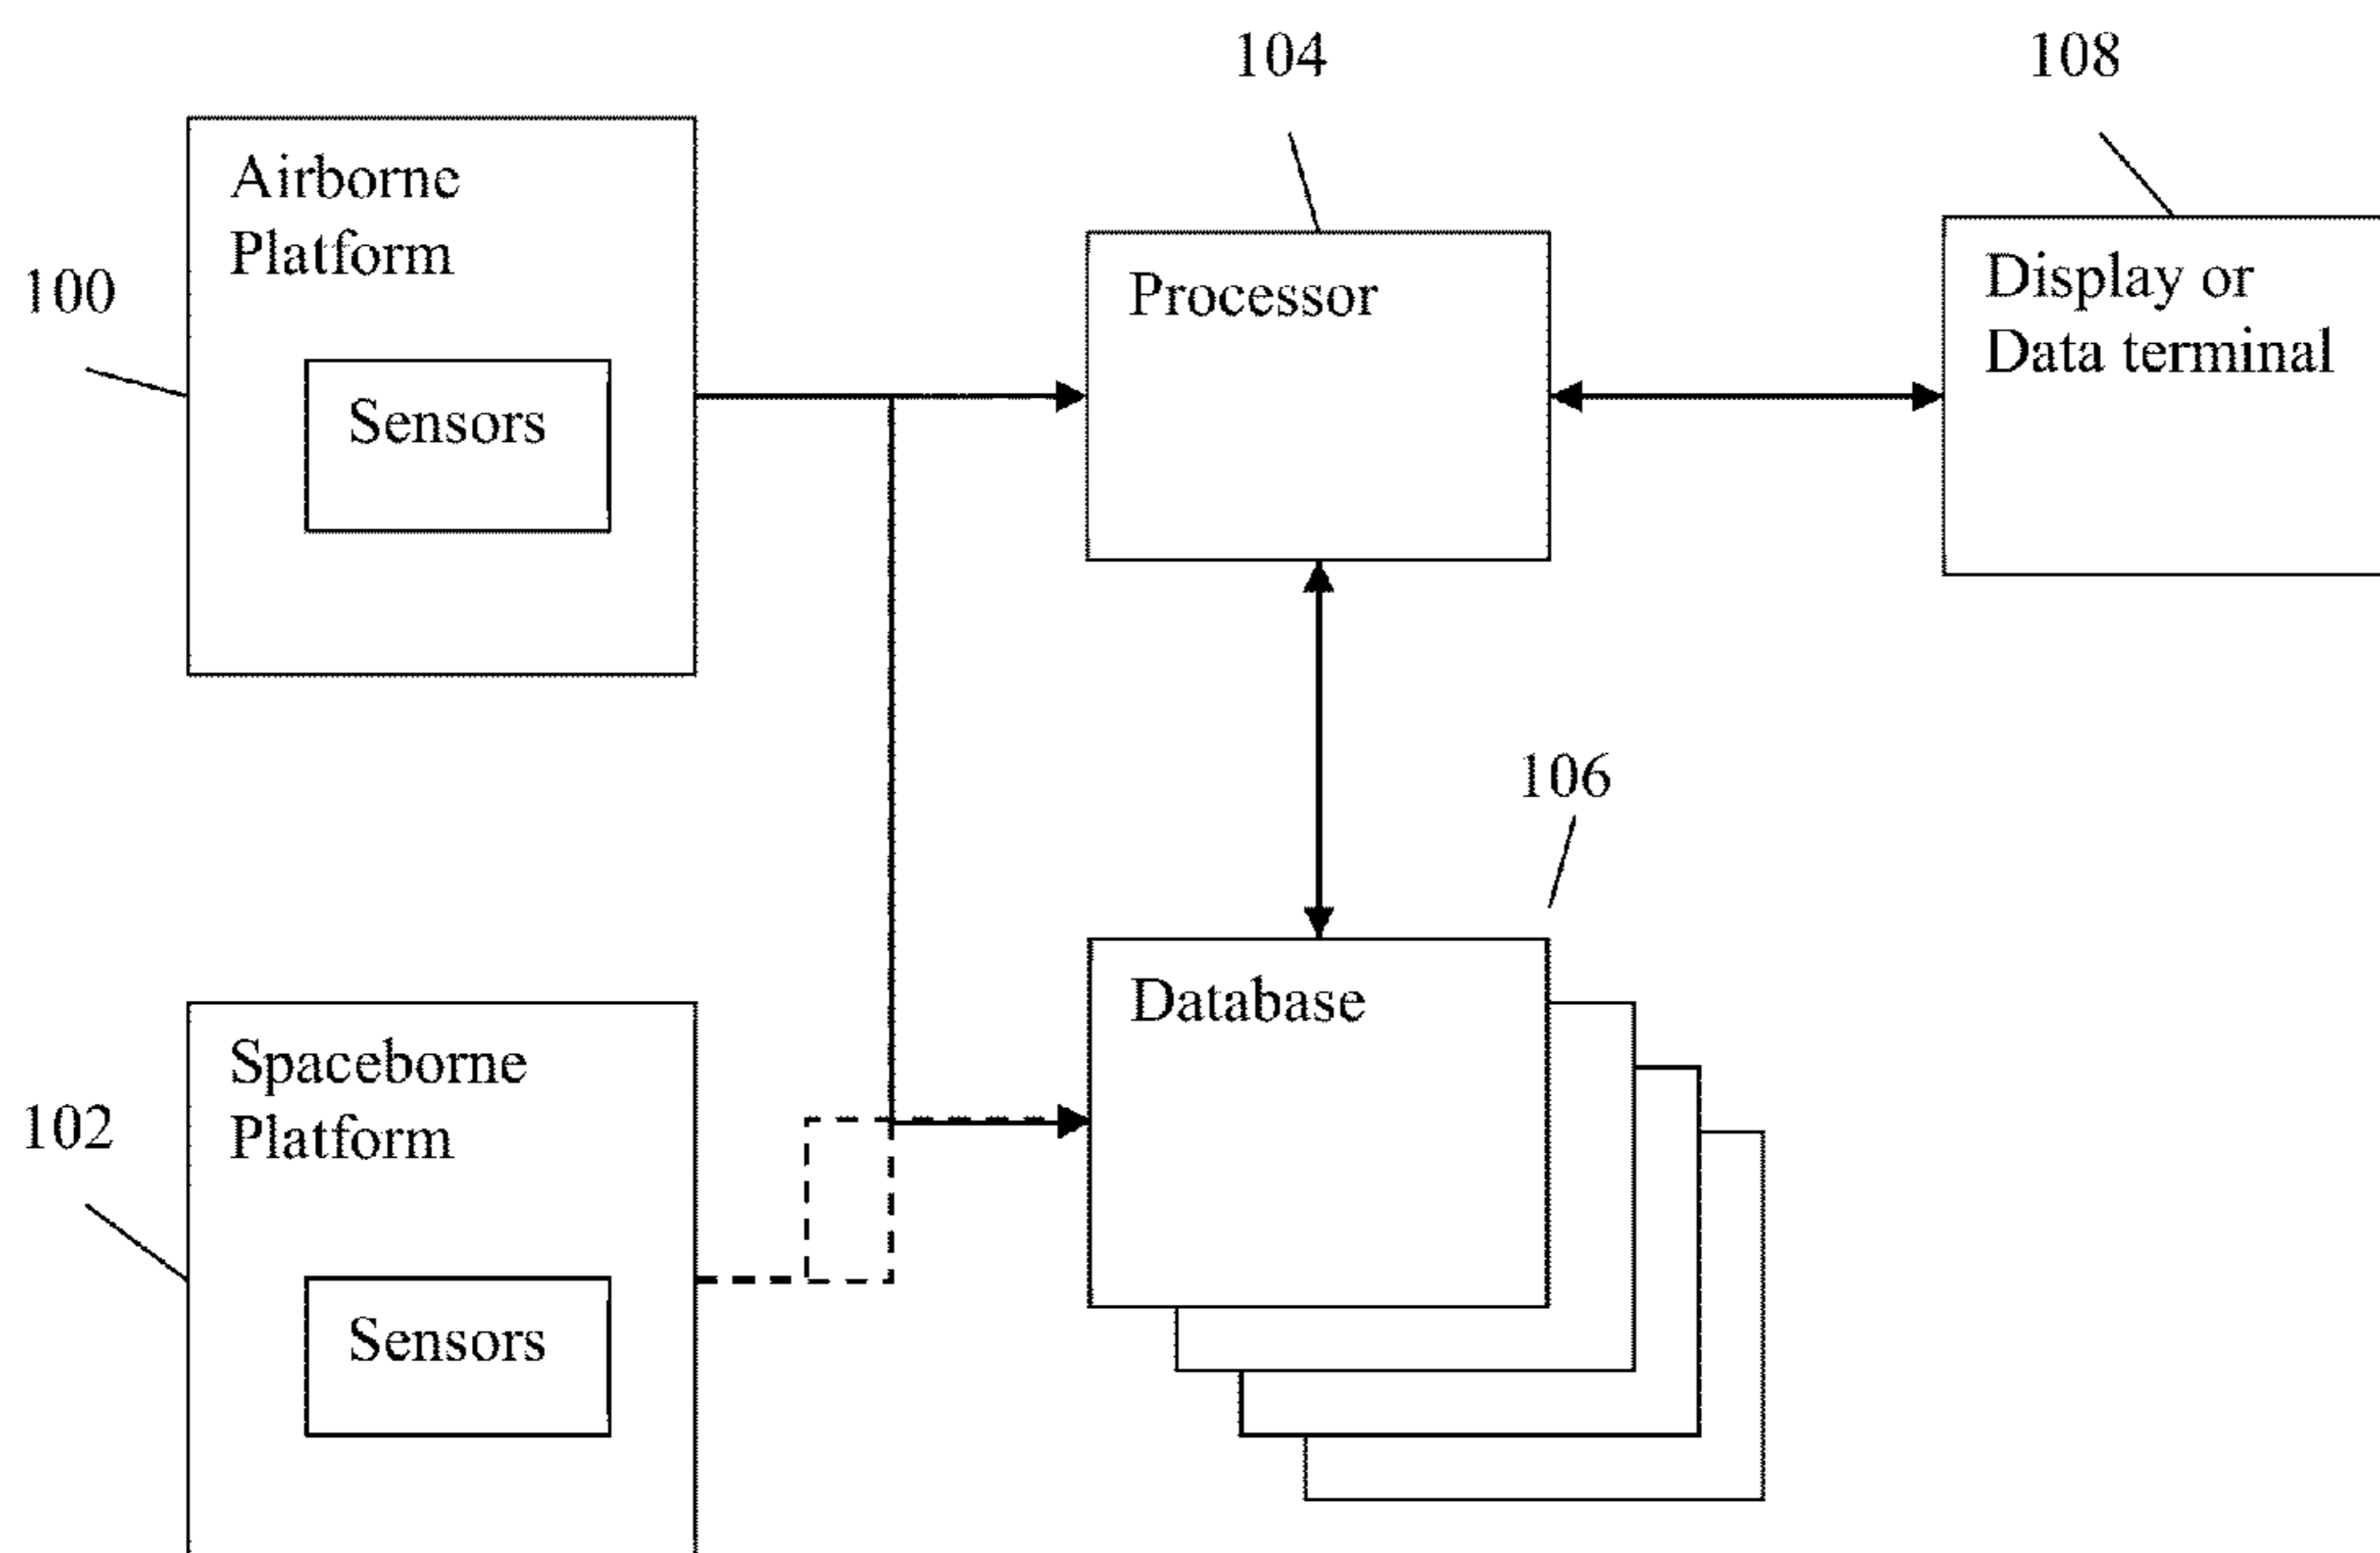 104
108
Airborne
Platform
100
Sensors
Processor
Display or
Data terminal
106
Database
Spaceborne
Platform
102
Sensors